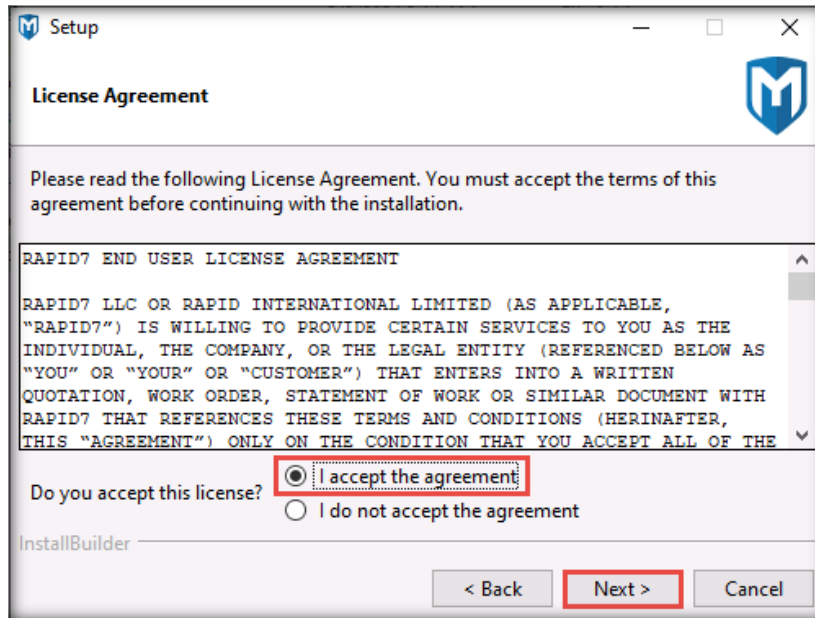 Setup
License Agreement
Please read the following License Agreement. You must accept the terms of this
agreement before continuing with the installation.
RAPID7 END USER LICENSE AGREEMENT
RAPID7 LLC OR RAPID INTERNATIONAL LIMITED (AS APPLICABLE,
“RAPID7”) IS WILLING TO PROVIDE CERTAIN SERVICES TO YOU AS THE
INDIVIDUAL, THE COMPANY, OR THE LEGAL ENTITY (REFERENCED BELOW AS
“YOU” OR “YOUR” OR “CUSTOMER”) THAT ENTERS INTO A WRITTEN
QUOTATION, WORK ORDER, STATEMENT OF WORK OR SIMILAR DOCUMENT WITH
RAPID7 THAT REFERENCES THESE TERMS AND CONDITIONS (HERINAFTER,
THIS “AGREEMENT”) ONLY ON THE CONDITION THAT YOU ACCEPT ALL OF THE
Do you accept this license?
I accept the agreement
I do not accept the agreement
InstallBuilder
< Back Next > Cancel